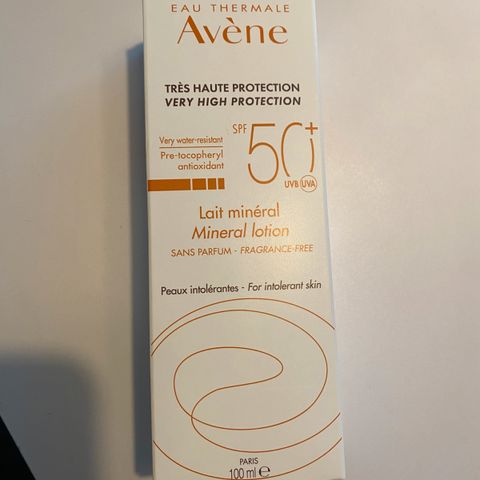 EAU THERMALE
Avène
TRÈS HAUTE PROTECTION
VERY HIGH PROTECTION
Very water-resistant
Pre-tocopheryl
antioxidant
SPF 50+
UVB UVA
Lait minéral
Mineral lotion
SANS PARFUM - FRAGRANCE-FREE
Peaux intolérantes - For intolerant skin
PARIS
100 ml e